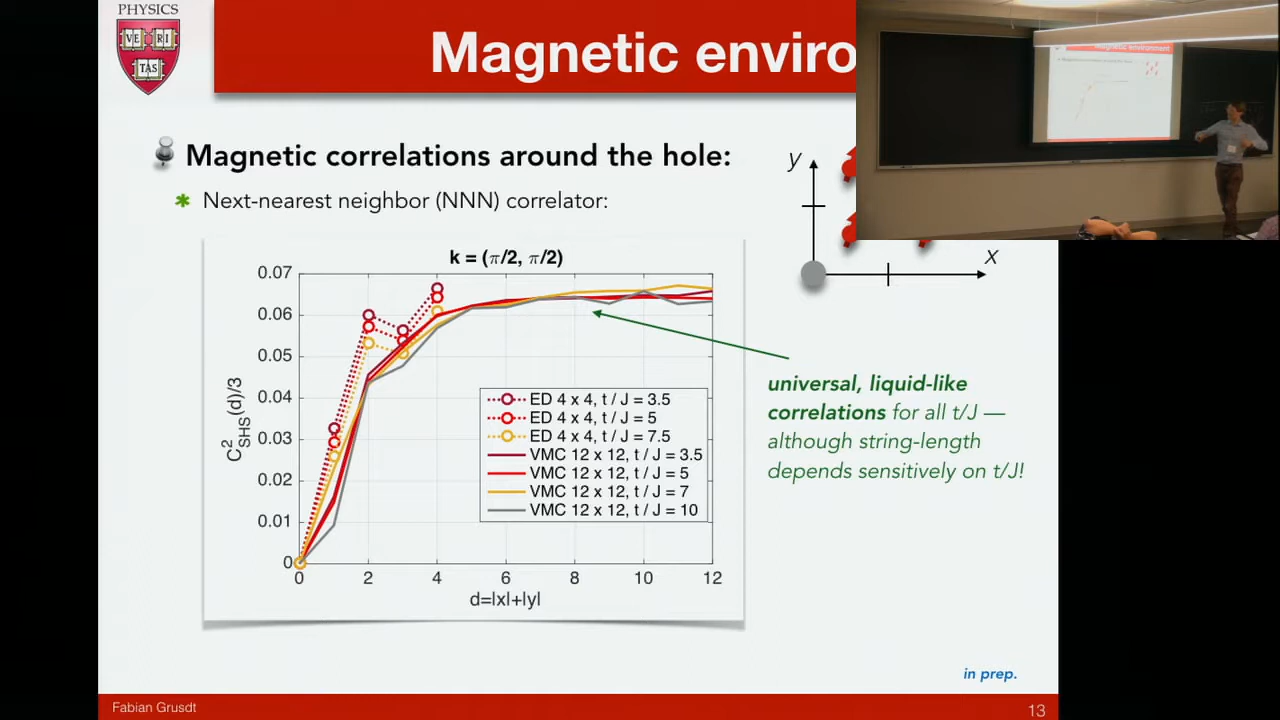 PHYSICS
VE RI
TAS
Magnetic enviro
Magnetic environment
Magnetic correlations around the hole:
✱ Next-nearest neighbor (NNN) correlator:
y
x
k = (π/2, π/2)
0.07
0.06
0.05
0.04
0.03
0.02
0.01
0
C²SHS(d)/3
0 2 4 6 8 10 12
d=|x|+|y|
ED 4 x 4, t / J = 3.5
ED 4 x 4, t / J = 5
ED 4 x 4, t / J = 7.5
VMC 12 x 12, t / J = 3.5
VMC 12 x 12, t / J = 5
VMC 12 x 12, t / J = 7
VMC 12 x 12, t / J = 10
universal, liquid-like
correlations for all t/J —
although string-length
depends sensitively on t/J!
in prep.
Fabian Grusdt
13